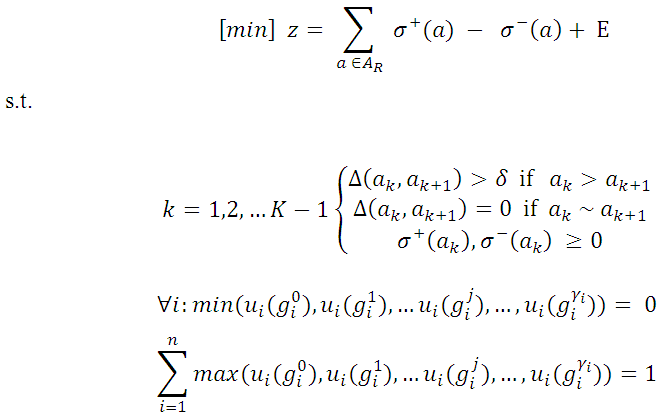 [min] z = ∑_{a ∈ A_R} σ⁺(a) − σ⁻(a) + E
s.t.
k = 1,2, … K − 1 { Δ(a_k, a_{k+1}) > δ if a_k > a_{k+1}
Δ(a_k, a_{k+1}) = 0 if a_k ~ a_{k+1}
σ⁺(a_k), σ⁻(a_k) ≥ 0
∀i: min(u_i(g_i^0), u_i(g_i^1), … u_i(g_i^j), … , u_i(g_i^{γ_i})) = 0
∑_{i=1}^{n} max(u_i(g_i^0), u_i(g_i^1), … u_i(g_i^j), … , u_i(g_i^{γ_i})) = 1